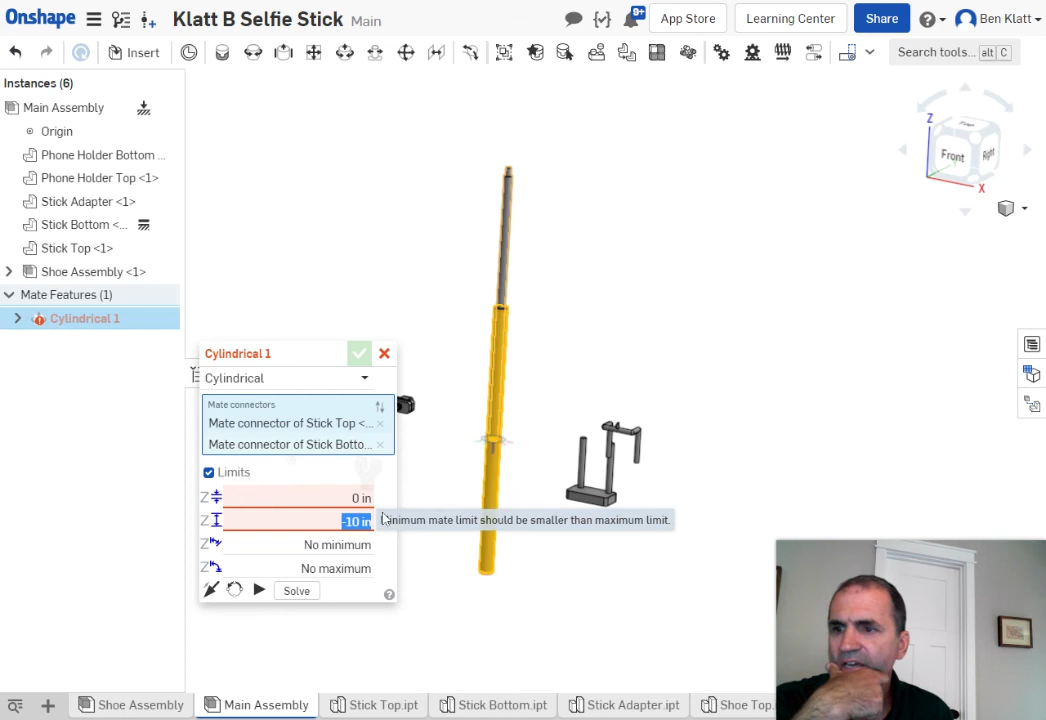 Onshape
Klatt B Selfie Stick Main
9+
App Store
Learning Center
Share
Ben Klatt
Insert
Search tools... alt C
Instances (6)
Main Assembly
Origin
Phone Holder Bottom ...
Phone Holder Top <1>
Stick Adapter <1>
Stick Bottom <...
Stick Top <1>
Shoe Assembly <1>
Mate Features (1)
Cylindrical 1
Z
Front
Right
X
Cylindrical 1
Cylindrical
Mate connectors
Mate connector of Stick Top <...
Mate connector of Stick Botto...
Limits
Z 0 in
Z -10 in
inimum mate limit should be smaller than maximum limit.
Z No minimum
Z No maximum
Solve
Shoe Assembly
Main Assembly
Stick Top.ipt
Stick Bottom.ipt
Stick Adapter.ipt
Shoe Top.